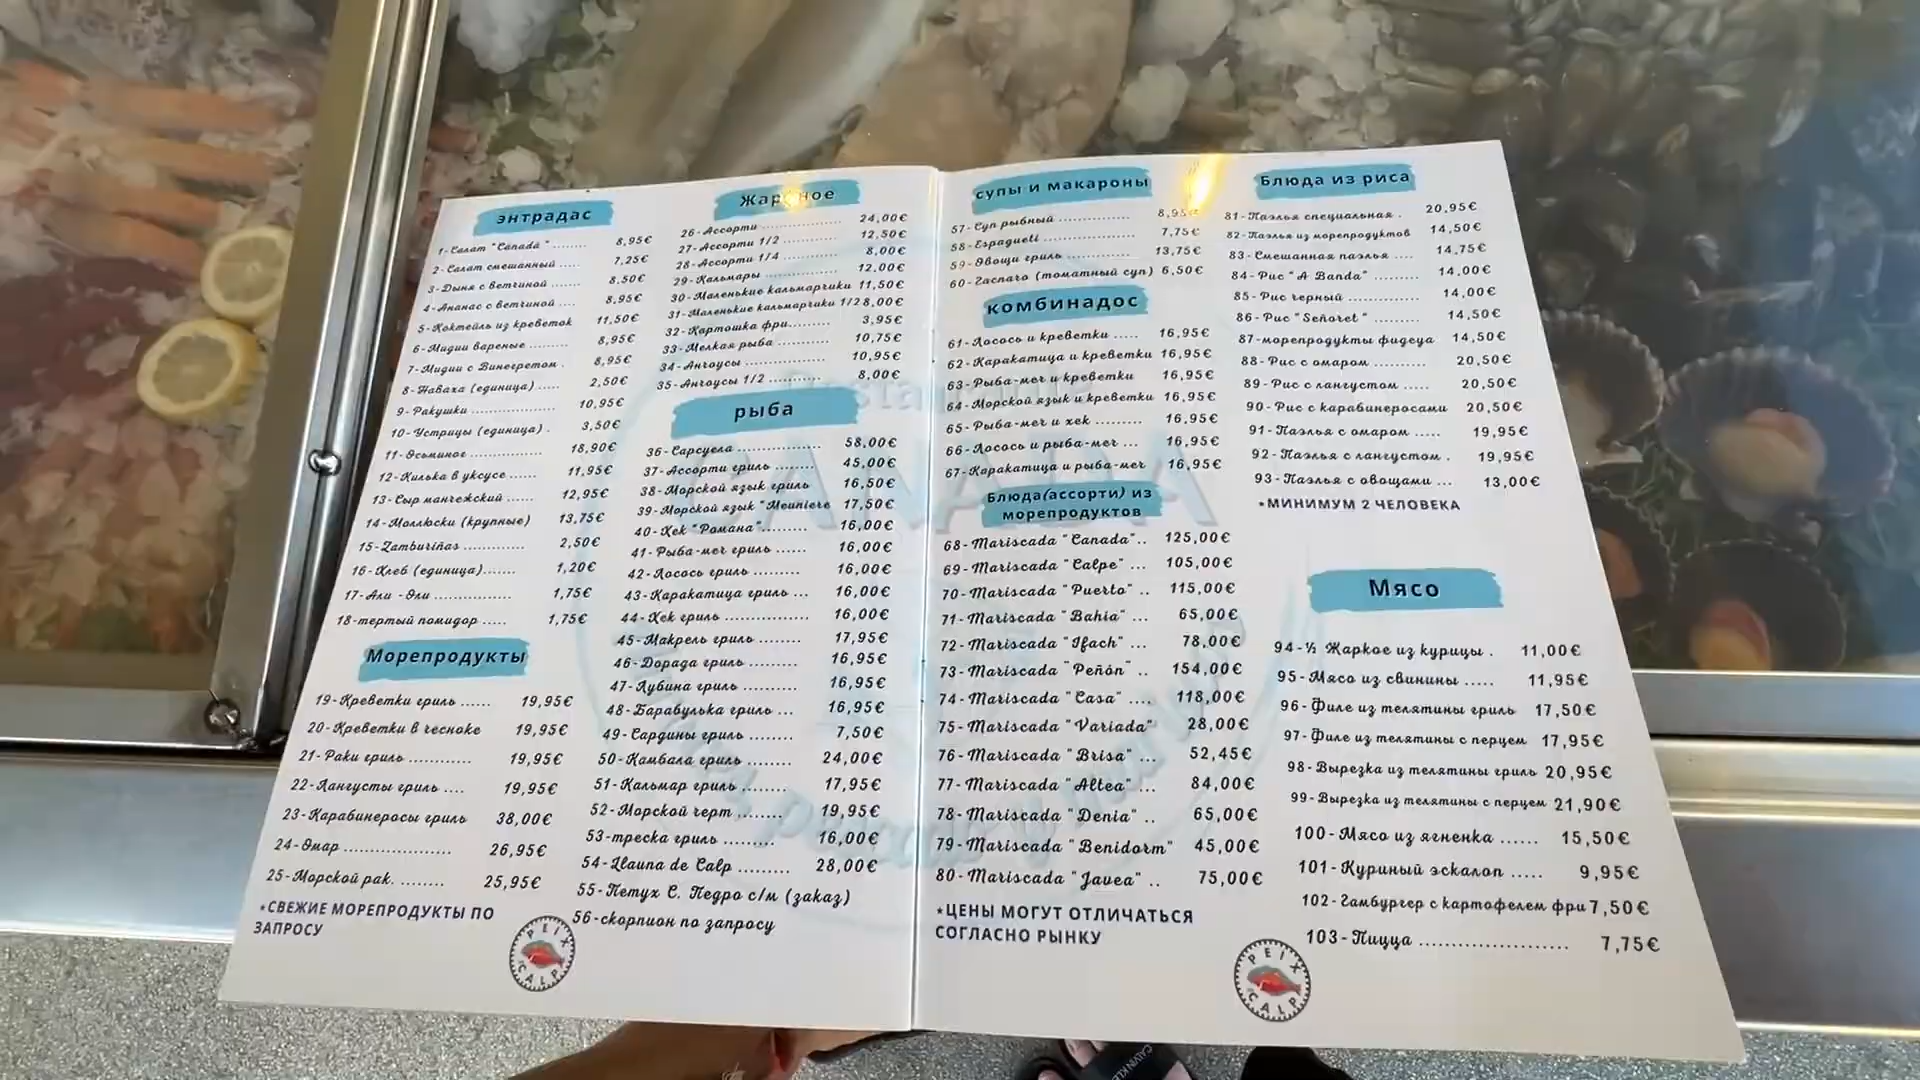 энтрадас
1-Салат "Canadá" ....... 8,95€
2-Салат смешанный ..... 7,25€
3-Дыня с ветчиной ....... 8,50€
4-Ананас с ветчиной .... 8,95€
5-Коктейль из креветок 11,50€
6-Мидии вареные ........ 8,95€
7-Мидии с Винегретом . 8,95€
8-Наваха (единица) ..... 2,50€
9-Ракушки ................ 10,95€
10-Устрицы (единица) . 3,50€
11-Осьминог .............. 18,90€
12-Килька в уксусе ...... 11,95€
13-Сыр манчежский ..... 12,95€
14-Моллюски (крупные) 13,75€
15-Zamburiñas ............ 2,50€
16-Хлеб (единица)....... 1,20€
17-Али -Оли ............... 1,75€
18-тертый помидор ..... 1,75€
Морепродукты
19-Креветки гриль ...... 19,95€
20-Креветки в чесноке 19,95€
21-Раки гриль ............ 19,95€
22-Лангусты гриль .... 19,95€
23-Карабинеросы гриль 38,00€
24-Омар .................... 26,95€
25-Морской рак. ........ 25,95€
*СВЕЖИЕ МОРЕПРОДУКТЫ ПО
ЗАПРОСУ
26-Ассорти ............... 24,00€
27-Ассорти 1/2 ........... 12,50€
28-Ассорти 1/4 ........... 8,00€
29-Кальмары .............. 12,00€
30-Маленькие кальмарчики 11,50€
31-Маленькие кальмарчики 1/2 8,00€
32-Картошка фри......... 3,95€
33-Мелкая рыба .......... 10,75€
34-Анчоусы ................ 10,95€
35-Анчоусы 1/2 ........... 8,00€
рыба
36-Сарсуела ............... 58,00€
37-Ассорти гриль ....... 45,00€
38-Морской язык гриль 16,50€
39-Морской язык "Meuniere 17,50€
40-Хек "Романа"......... 16,00€
41-Рыба-меч гриль ...... 16,00€
42-Лосось гриль ......... 16,00€
43-Каракатица гриль ... 16,00€
44-Хек гриль ................ 16,00€
45-Макрель гриль ........ 17,95€
46-Дорада гриль .......... 16,95€
47-Лубина гриль .......... 16,95€
48-Барабулька гриль ... 16,95€
49-Сардины гриль ........ 7,50€
50-Камбала гриль ........ 24,00€
51-Кальмар гриль ........ 17,95€
52-Морской черт ........ 19,95€
53-треска гриль .......... 16,00€
54-Llauna de Calp ........ 28,00€
55-Петух С. Педро с/м (заказ)
56-скорпион по запросу
PEIX CALP
супы и макароны
57-Суп рыбный ............ 8,95€
58-Espagueti ................ 7,75€
59-Овощи гриль ........... 13,75€
60-Гаспачо (томатный суп) 6,50€
комбинадос
61-Лосось и креветки ..... 16,95€
62-Каракатица и креветки 16,95€
63-Рыба-меч и креветки 16,95€
64-Морской язык и креветки 16,95€
65-Рыба-меч и хек ......... 16,95€
66-Лосось и рыба-меч ... 16,95€
67-Каракатица и рыба-меч 16,95€
Блюда(ассорти) из
морепродуктов
68-Mariscada "Canada".. 125,00€
69-Mariscada "Calpe" ... 105,00€
70-Mariscada "Puerto" .. 115,00€
71-Mariscada "Bahia" ... 65,00€
72-Mariscada "Ifach" ... 78,00€
73-Mariscada "Peñón" .. 154,00€
74-Mariscada "Casa" .... 118,00€
75-Mariscada "Variada" 28,00€
76-Mariscada "Brisa" ... 52,45€
77-Mariscada "Altea" ... 84,00€
78-Mariscada "Denia" .. 65,00€
79-Mariscada "Benidorm" 45,00€
80-Mariscada "Javea" .. 75,00€
*ЦЕНЫ МОГУТ ОТЛИЧАТЬСЯ
СОГЛАСНО РЫНКУ
Блюда из риса
81-Паэлья специальная . 20,95€
82-Паэлья из морепродуктов 14,50€
83-Смешанная паэлья .... 14,75€
84-Рис "A Banda" ......... 14,00€
85-Рис черный .............. 14,00€
86-Рис "Señoret" ......... 14,50€
87-морепродукты фидеуа 14,50€
88-Рис с омаром ........... 20,50€
89-Рис с лангустом ..... 20,50€
90-Рис с карабинеросами 20,50€
91-Паэлья с омаром ..... 19,95€
92-Паэлья с лангустом . 19,95€
93-Паэлья с овощами ... 13,00€
*МИНИМУМ 2 ЧЕЛОВЕКА
Мясо
94-½ Жаркое из курицы . 11,00€
95-Мясо из свинины ..... 11,95€
96-Филе из телятины гриль 17,50€
97-Филе из телятины с перцем 17,95€
98-Вырезка из телятины гриль 20,95€
99-Вырезка из телятины с перцем 21,90€
100-Мясо из ягненка ...... 15,50€
101-Куриный эскалоп ..... 9,95€
102-Гамбургер с картофелем фри 7,50€
103-Пицца ....................... 7,75€
PEIX CALP